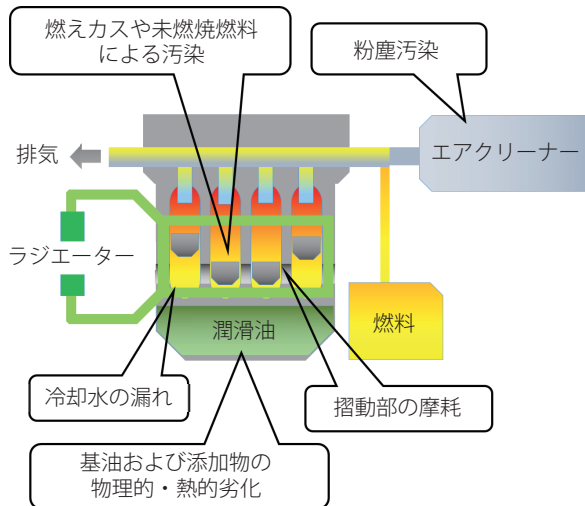 燃えカスや未燃焼燃料
による汚染
粉塵汚染
排気
エアクリーナー
ラジエーター
潤滑油
燃料
冷却水の漏れ
摺動部の摩耗
基油および添加物の
物理的・熱的劣化